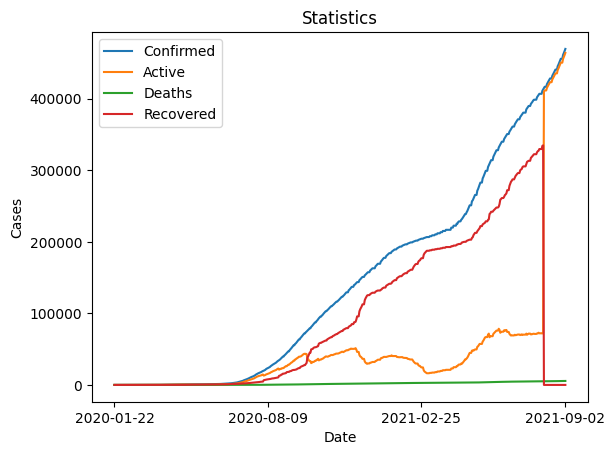 Statistics
Confirmed
Active
Deaths
Recovered
Cases
400000
300000
200000
100000
0
2020-01-22
2020-08-09
2021-02-25
2021-09-02
Date